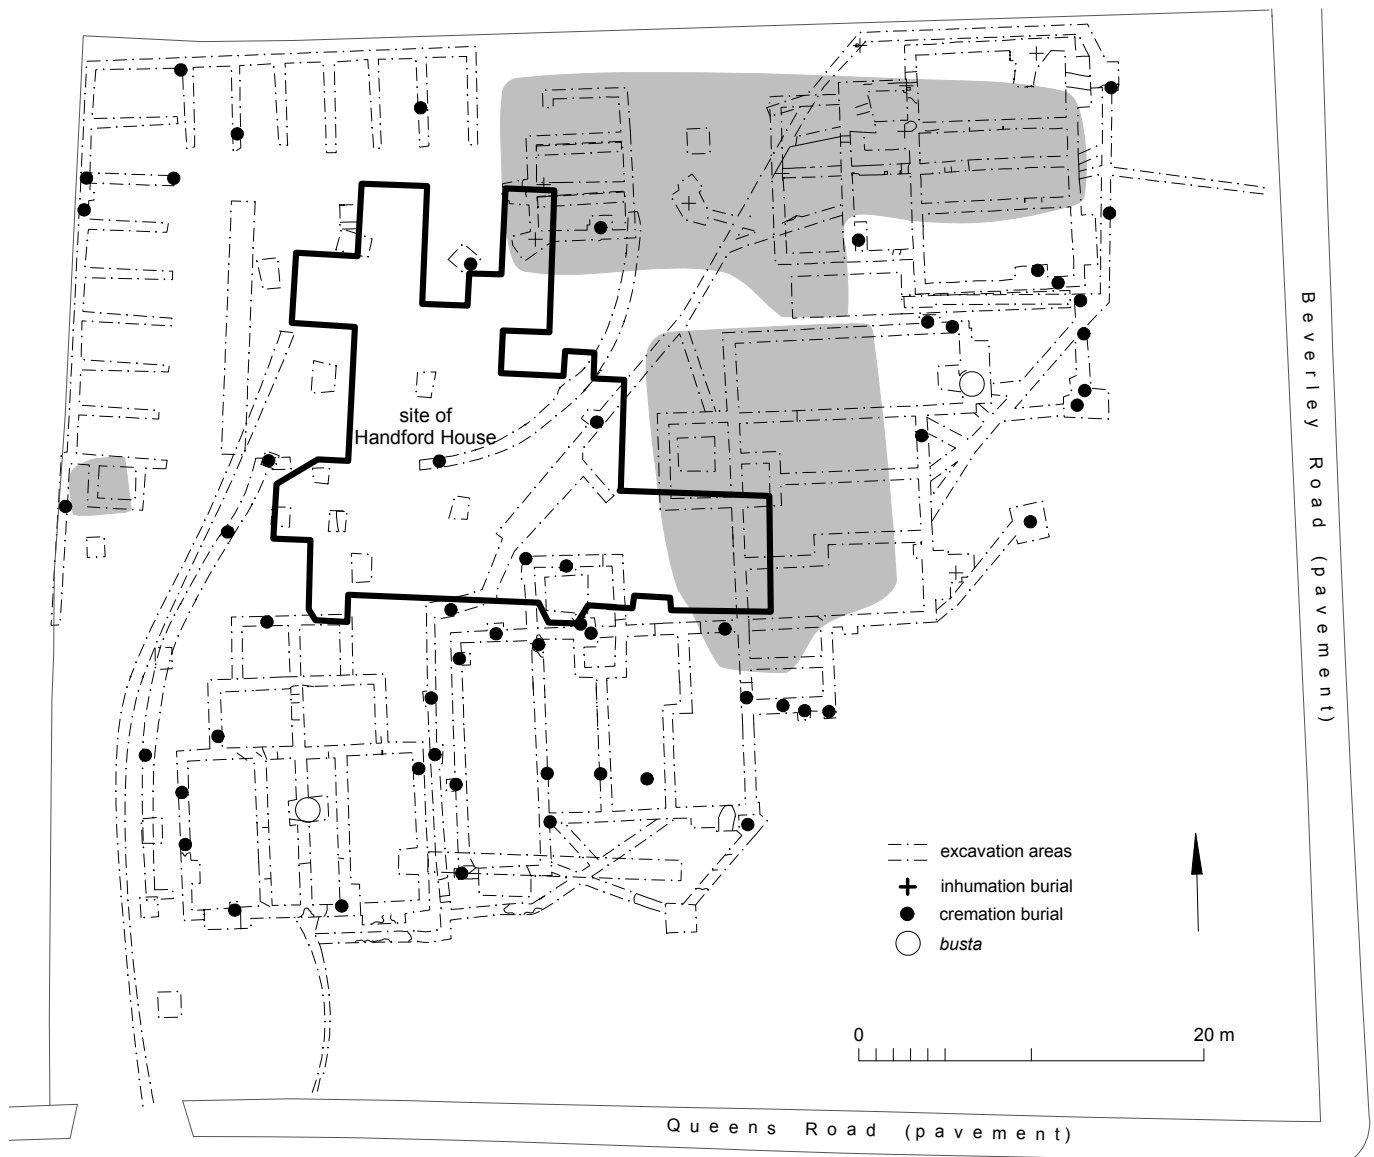 site of
Handford House
Beverley Road (pavement)
excavation areas
inhumation burial
cremation burial
busta
0 20 m
Queens Road (pavement)